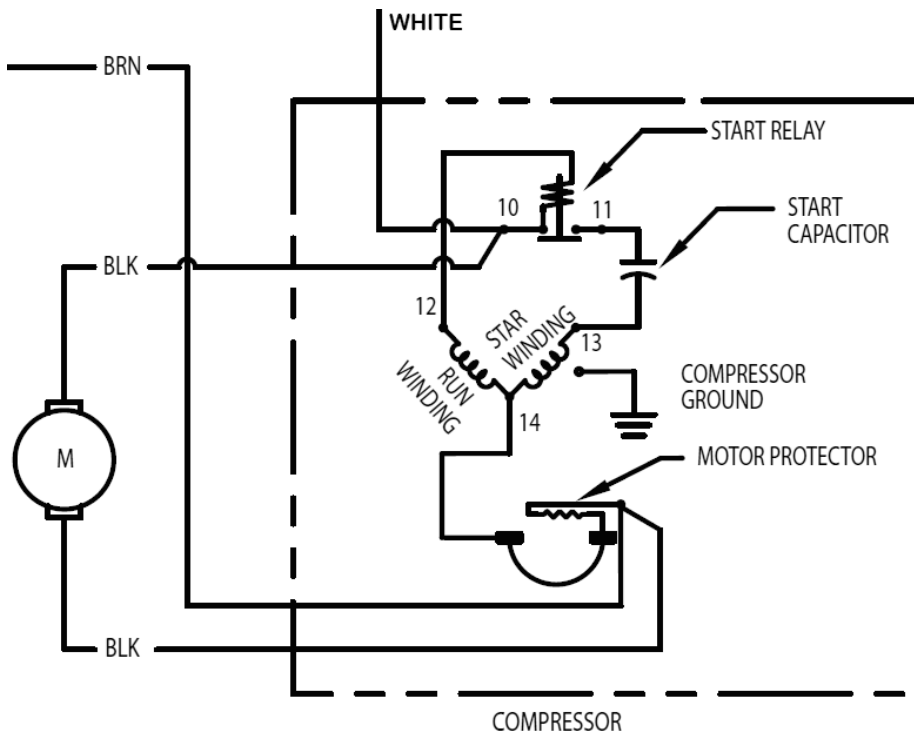 WHITE
BRN
START RELAY
10
11
START
CAPACITOR
BLK
12
STAR
WINDING
13
RUN
WINDING
COMPRESSOR
GROUND
14
M
MOTOR PROTECTOR
BLK
COMPRESSOR